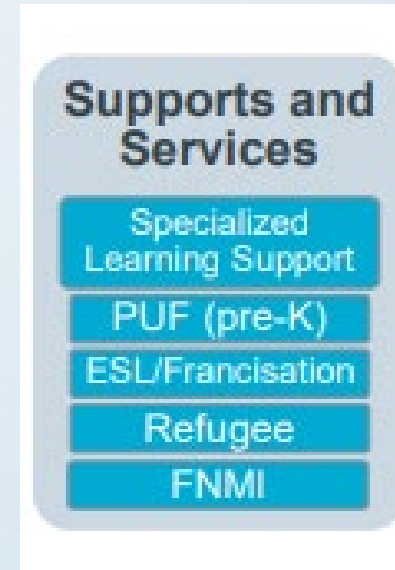 Supports and
Services
Specialized
Learning Support
PUF (pre-K)
ESL/Francisation
Refugee
FNMI